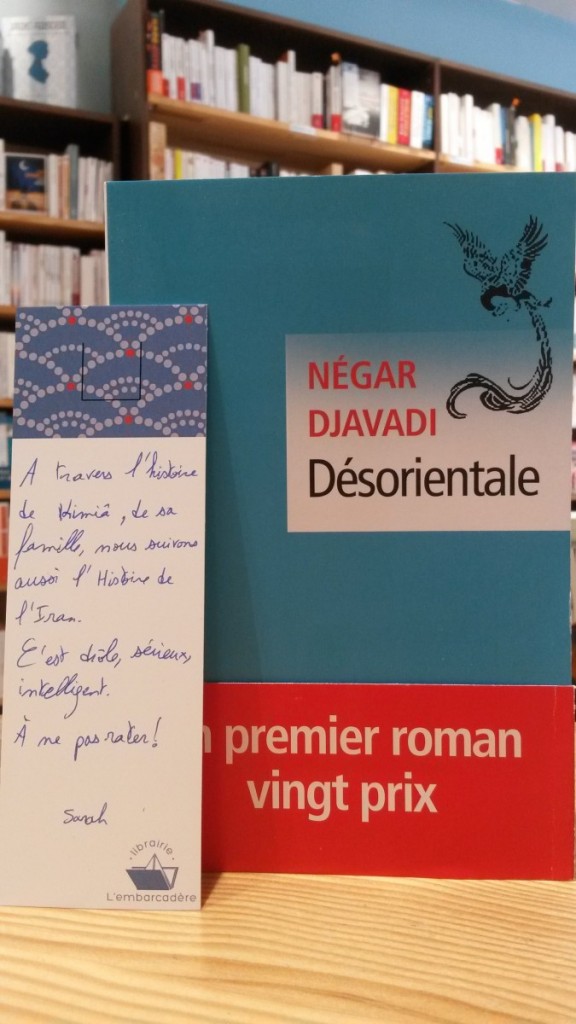 A travers l'histoire
de Kimiâ, de sa
famille, nous suivons
aussi l'Histoire de
l'Iran.
C'est drôle, sérieux,
intelligent.
À ne pas rater!
Sarah
librairie
L'embarcadère
NÉGAR
DJAVADI
Désorientale
premier roman
vingt prix